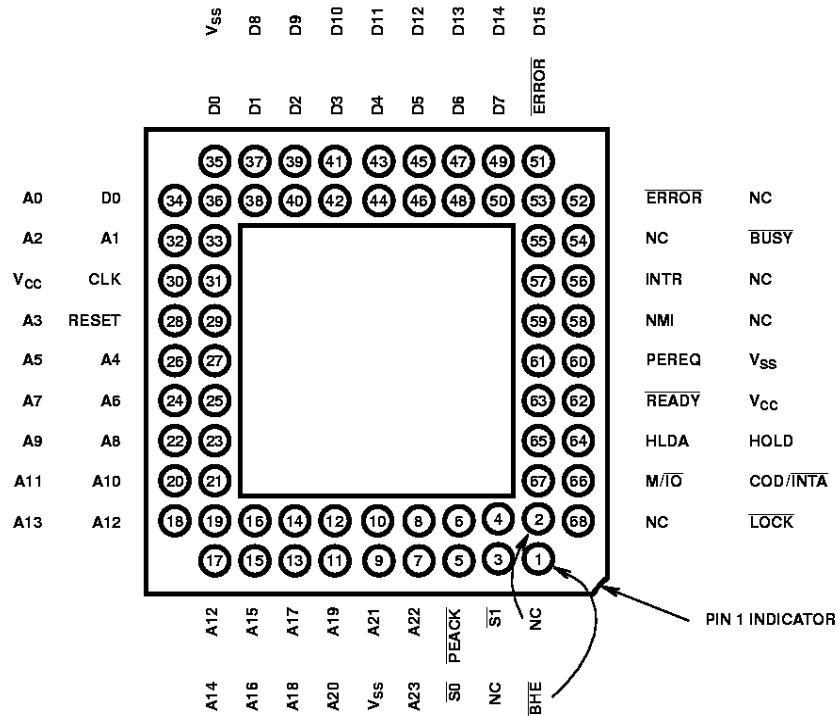 VSS D8 D9 D10 D11 D12 D13 D14 D15
D0 D1 D2 D3 D4 D5 D6 D7 ERROR
35 37 39 41 43 45 47 49 51
A0 D0 34 36 38 40 42 44 46 48 50 53 52 ERROR NC
A2 A1 32 33 55 54 NC BUSY
VCC CLK 30 31 57 56 INTR NC
A3 RESET 28 29 59 58 NMI NC
A5 A4 26 27 61 60 PEREQ VSS
A7 A6 24 25 63 62 READY VCC
A9 A8 22 23 65 64 HLDA HOLD
A11 A10 20 21 67 66 M/IO COD/INTA
A13 A12 18 19 16 14 12 10 8 6 4 2 68 NC LOCK
17 15 13 11 9 7 5 3 1
A12 A15 A17 A19 A21 A22 PEACK S1 NC PIN 1 INDICATOR
A14 A16 A18 A20 VSS A23 S0 NC BHE